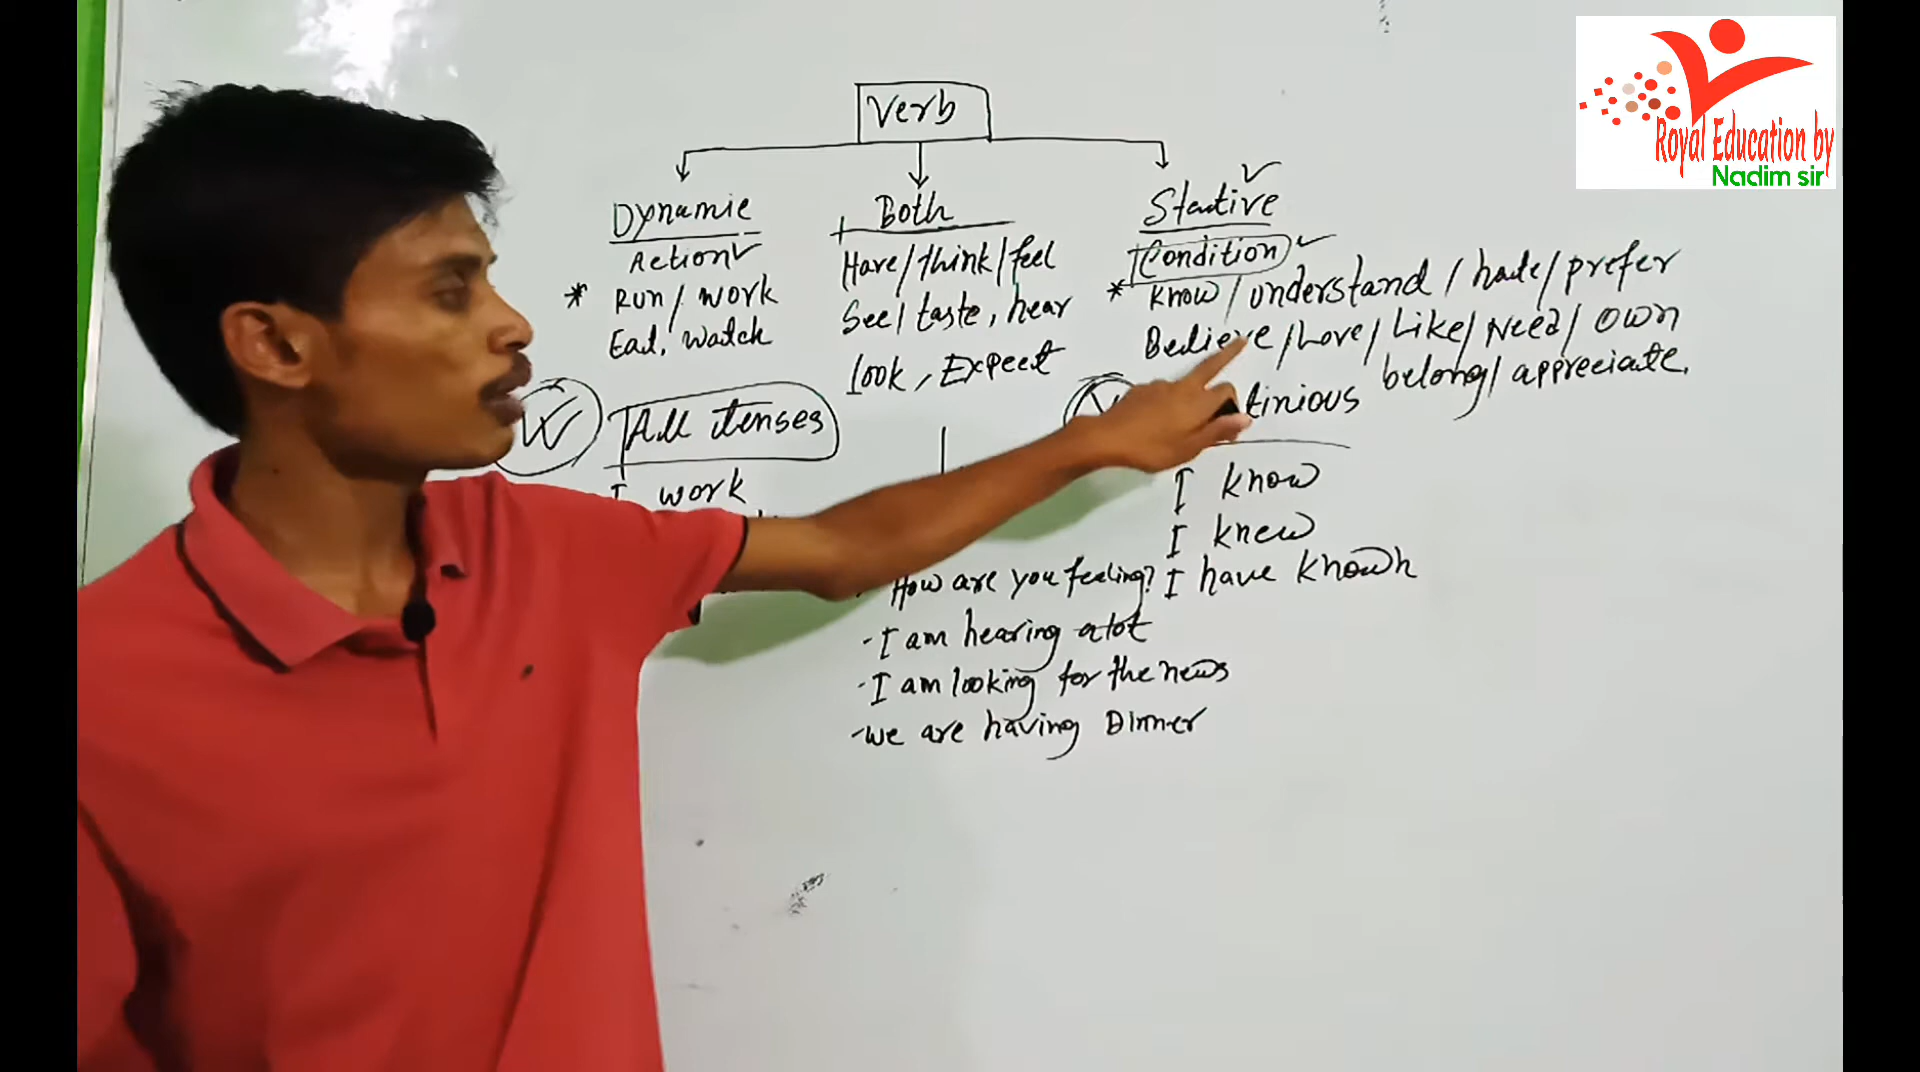 Royal Education by
Nadim sir
Verb
Dynamic
Action
* Run / work
Eat, watch
All tenses
I work
Both
Have/think/feel
See/taste, hear
look, Expect
How are you feeling?
- I am hearing alot
- I am looking for the news
- we are having Dinner
Stative
Condition
* Know / understand / hate / prefer
Believe / Love / Like / Need / own
belong / appreciate.
tinious
I know
I knew
I have known